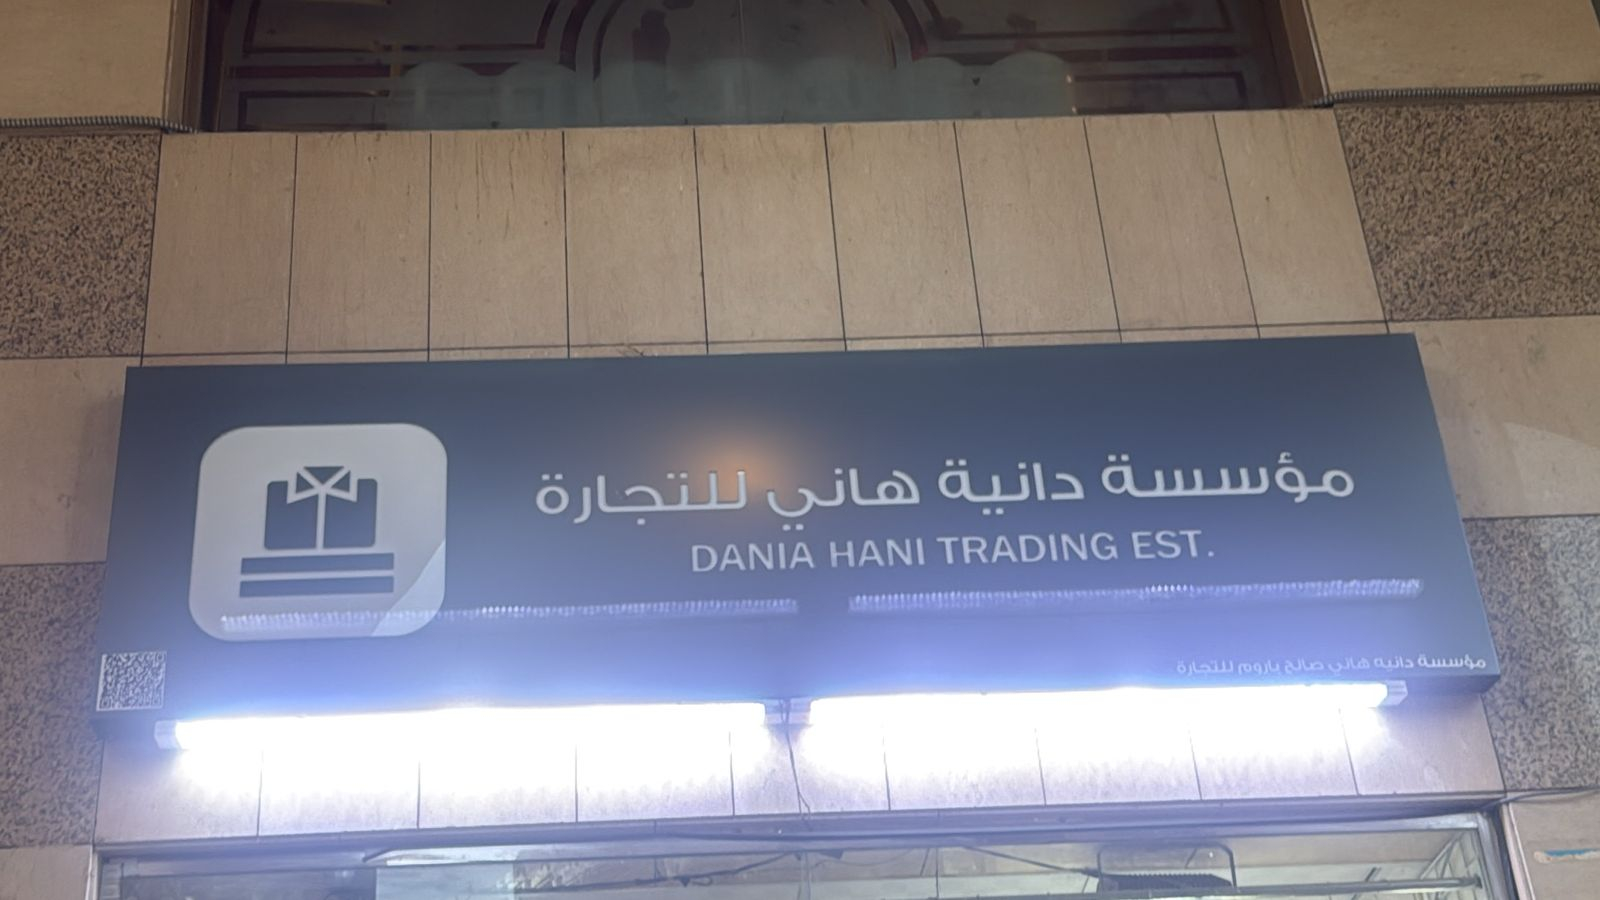 مؤسسة دانية هاني للتجارة
DANIA HANI TRADING EST.
مؤسسة دانيه هاني صالح باروم للتجارة